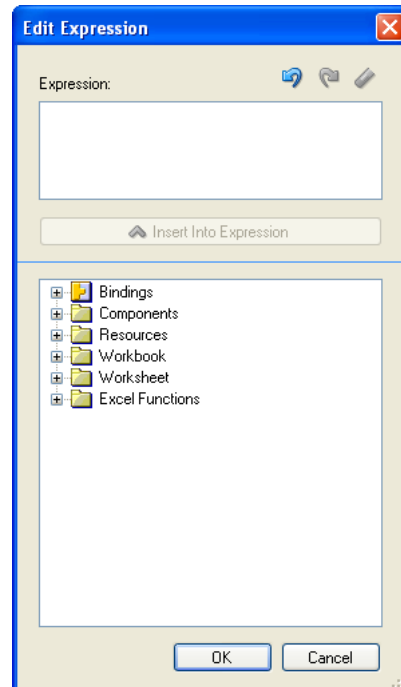 Edit Expression
Expression:
Insert Into Expression
Bindings
Components
Resources
Workbook
Worksheet
Excel Functions
OK Cancel